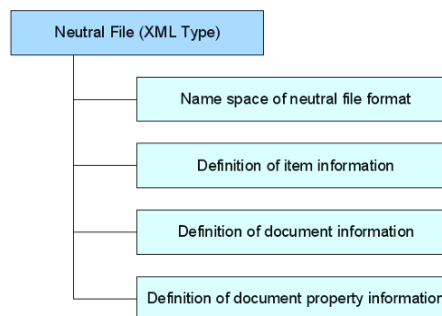 Neutral File (XML Type)
Name space of neutral file format
Definition of item information
Definition of document information
Definition of document property information